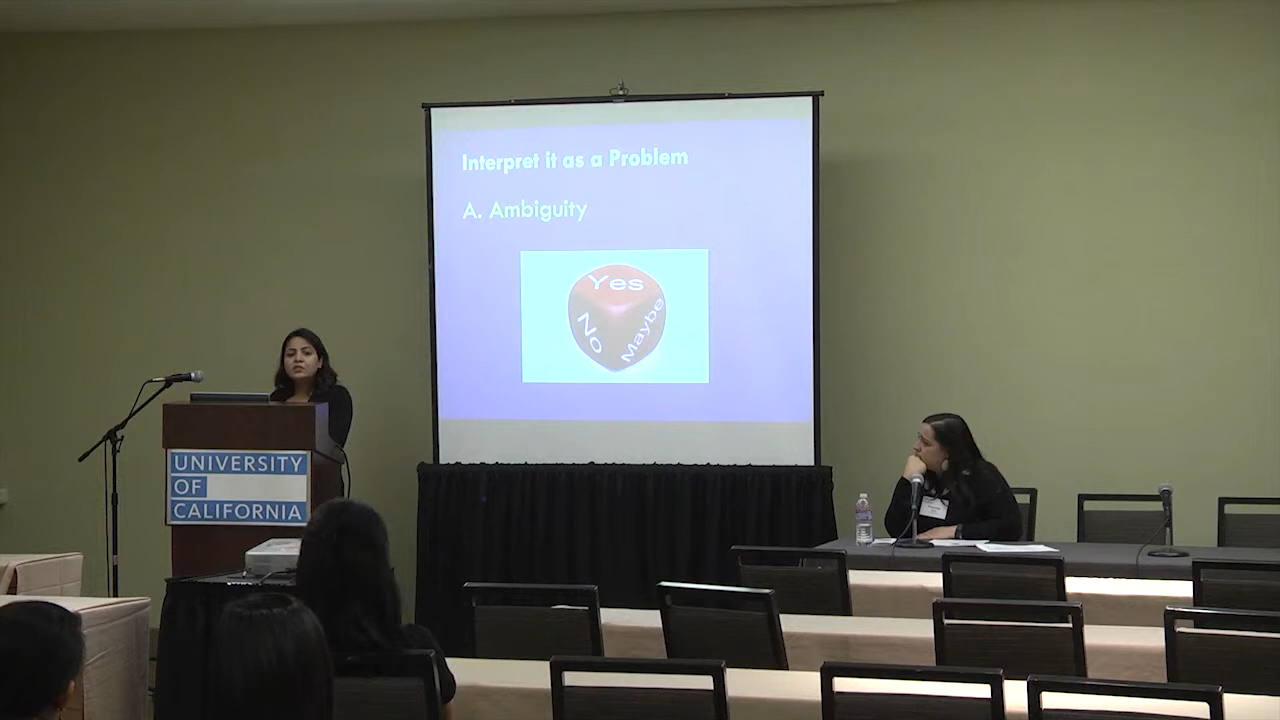 Interpret it as a Problem
A. Ambiguity
Yes
No
Maybe
UNIVERSITY
OF
CALIFORNIA